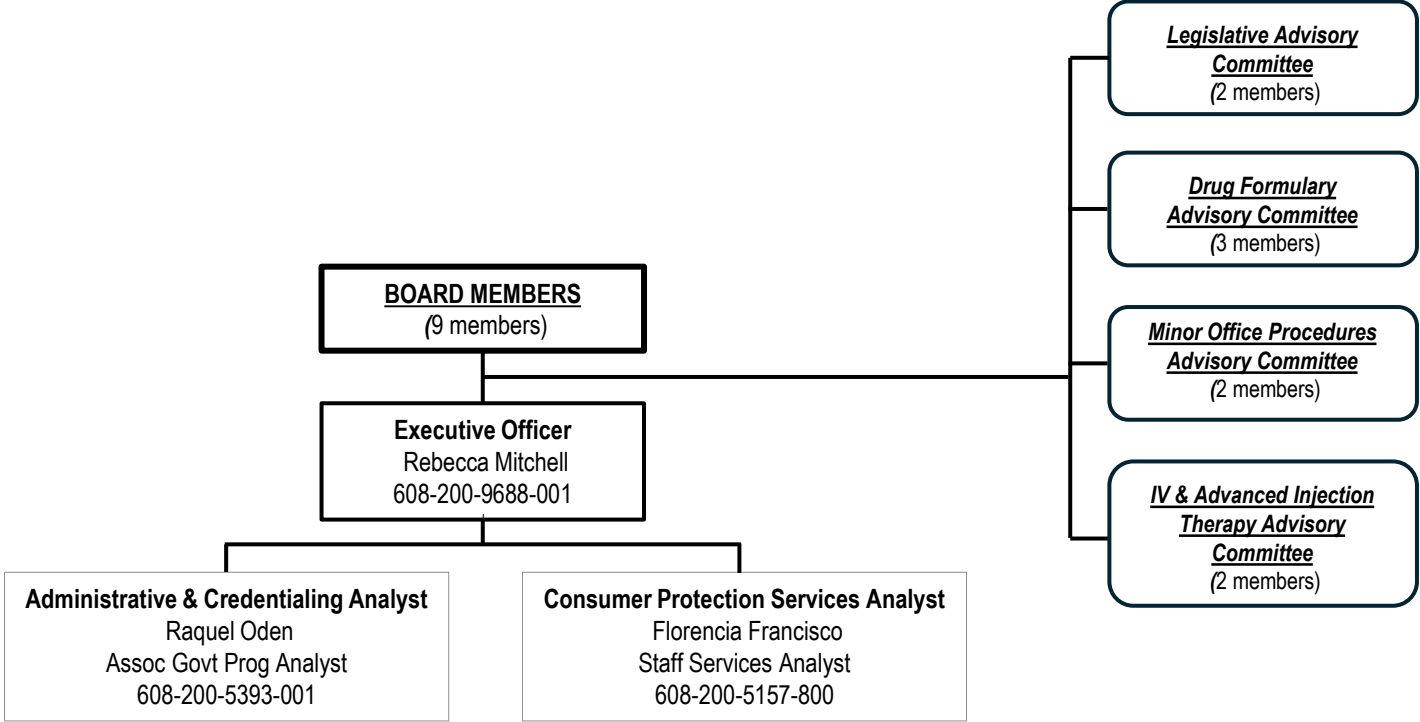 BOARD MEMBERS
(9 members)
Executive Officer
Rebecca Mitchell
608-200-9688-001
Administrative & Credentialing Analyst
Raquel Oden
Assoc Govt Prog Analyst
608-200-5393-001
Consumer Protection Services Analyst
Florencia Francisco
Staff Services Analyst
608-200-5157-800
Legislative Advisory
Committee
(2 members)
Drug Formulary
Advisory Committee
(3 members)
Minor Office Procedures
Advisory Committee
(2 members)
IV & Advanced Injection
Therapy Advisory
Committee
(2 members)